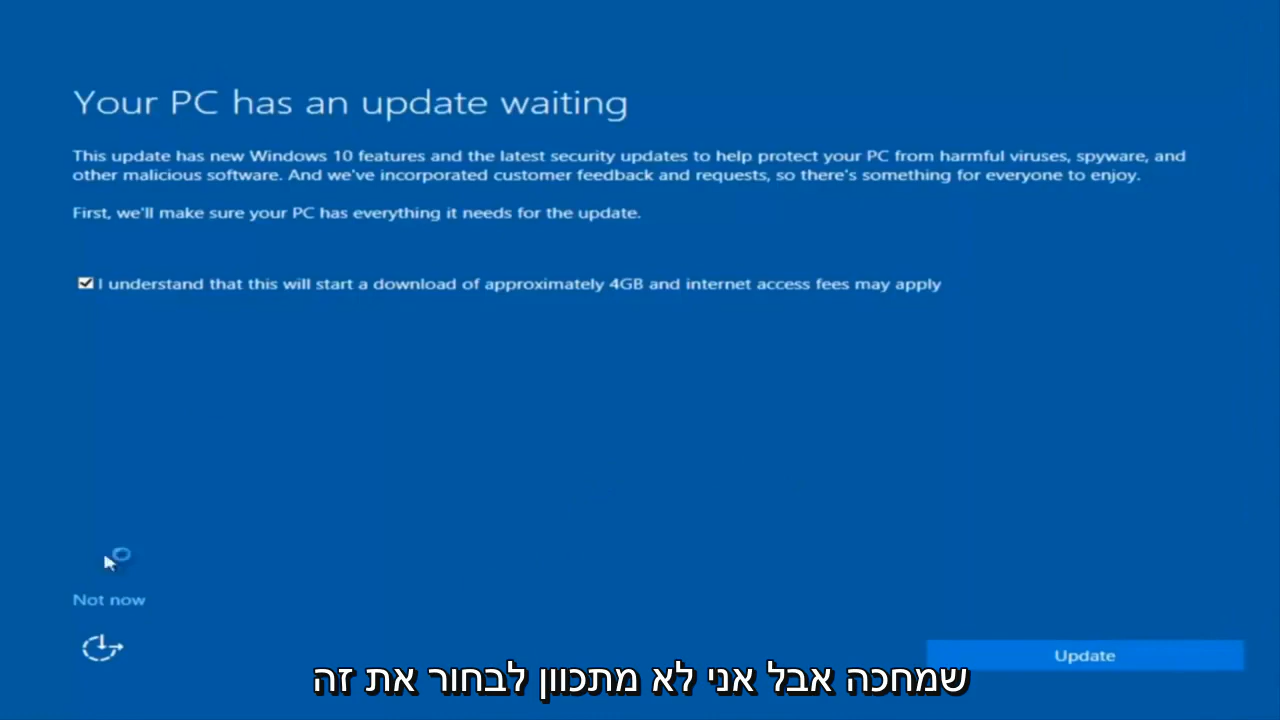 Your PC has an update waiting
This update has new Windows 10 features and the latest security updates to help protect your PC from harmful viruses, spyware, and
other malicious software. And we've incorporated customer feedback and requests, so there's something for everyone to enjoy.
First, we'll make sure your PC has everything it needs for the update.
I understand that this will start a download of approximately 4GB and internet access fees may apply
Not now
Update
שמחכה אבל אני לא מתכוון לבחור את זה